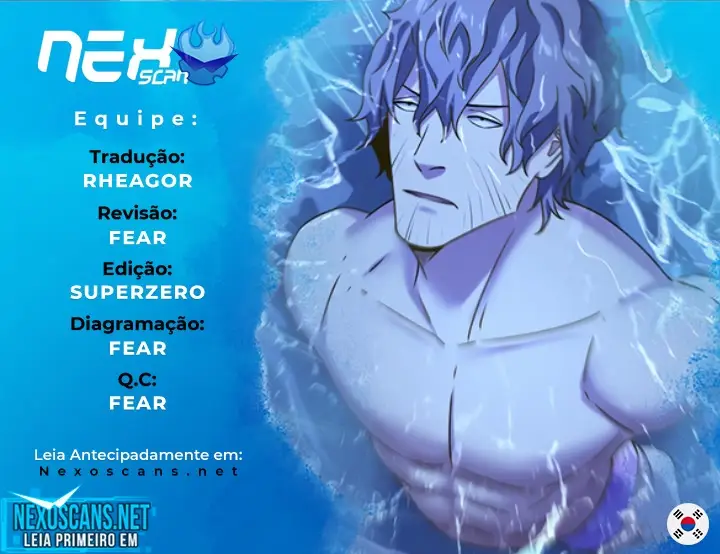 NEXO
SCAN
Equipe:
Tradução:
RHEAGOR
Revisão:
FEAR
Edição:
SUPERZERO
Diagramação:
FEAR
Q.C:
FEAR
Leia Antecipadamente em:
Nexoscans.net
NEXOSCANS.NET
LEIA PRIMEIRO EM